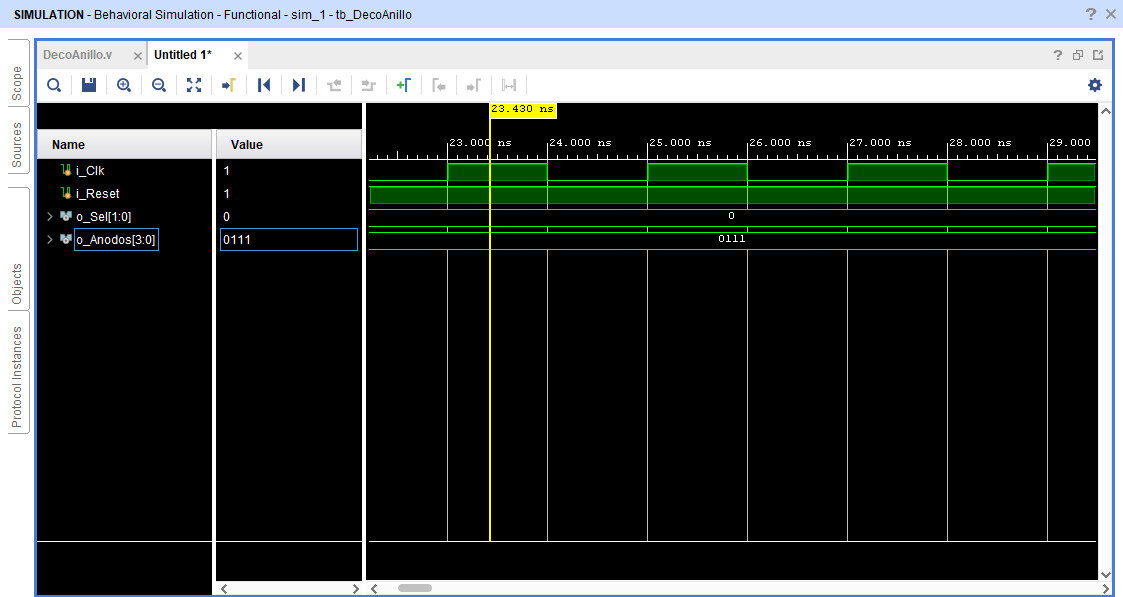 SIMULATION - Behavioral Simulation - Functional - sim_1 - tb_DecoAnillo
? ×
Scope
Sources
Objects
Protocol Instances
DecoAnillo.v ×
Untitled 1* ×
?
23.430 ns
Name
Value
23.000 ns
24.000 ns
25.000 ns
26.000 ns
27.000 ns
28.000 ns
29.000
i_Clk
1
i_Reset
1
o_Sel[1:0]
0
0
o_Anodos[3:0]
0111
0111